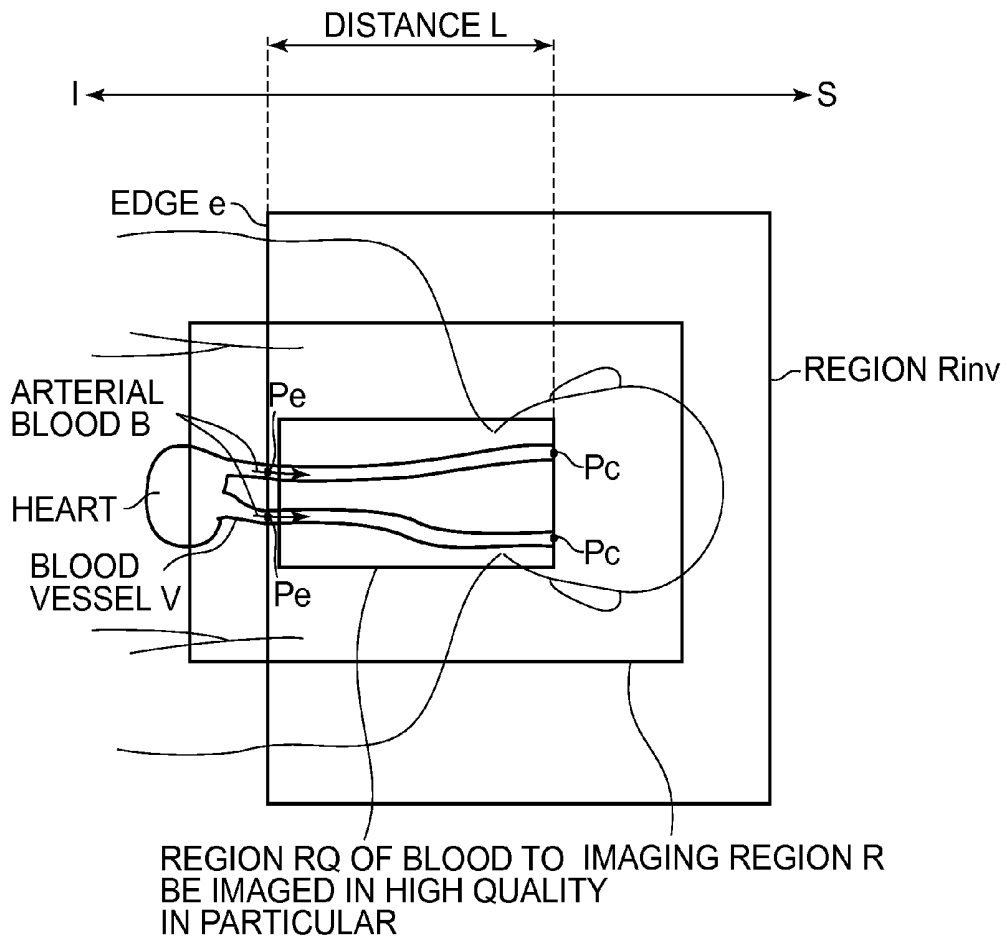 DISTANCE L
I
S
EDGE e
REGION Rinv
ARTERIAL
BLOOD B
Pe
Pc
HEART
Pc
BLOOD
VESSEL V
Pe
REGION RQ OF BLOOD TO
BE IMAGED IN HIGH QUALITY
IN PARTICULAR
IMAGING REGION R